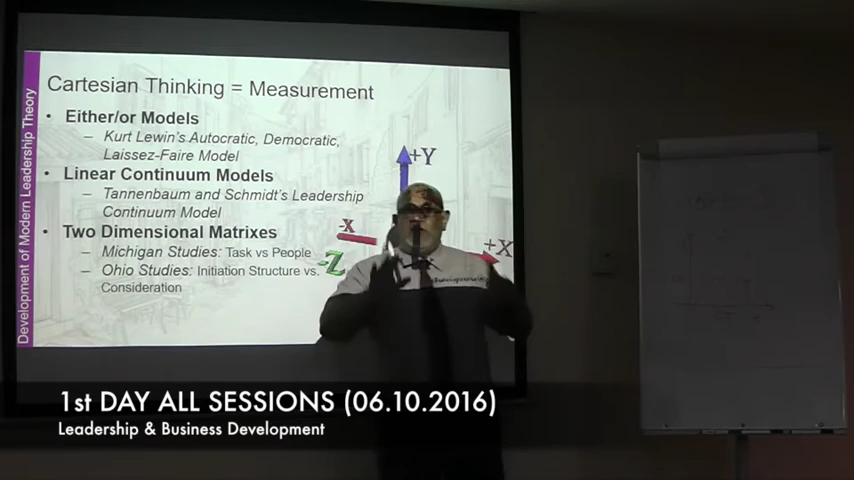 Development of Modern Leadership Theory
Cartesian Thinking = Measurement
• Either/or Models
– Kurt Lewin's Autocratic, Democratic,
Laissez-Faire Model
• Linear Continuum Models
– Tannenbaum and Schmidt's Leadership
Continuum Model
• Two Dimensional Matrixes
– Michigan Studies: Task vs People
– Ohio Studies: Initiation Structure vs.
Consideration
+Y
-X
+X
-Z
1st DAY ALL SESSIONS (06.10.2016)
Leadership & Business Development